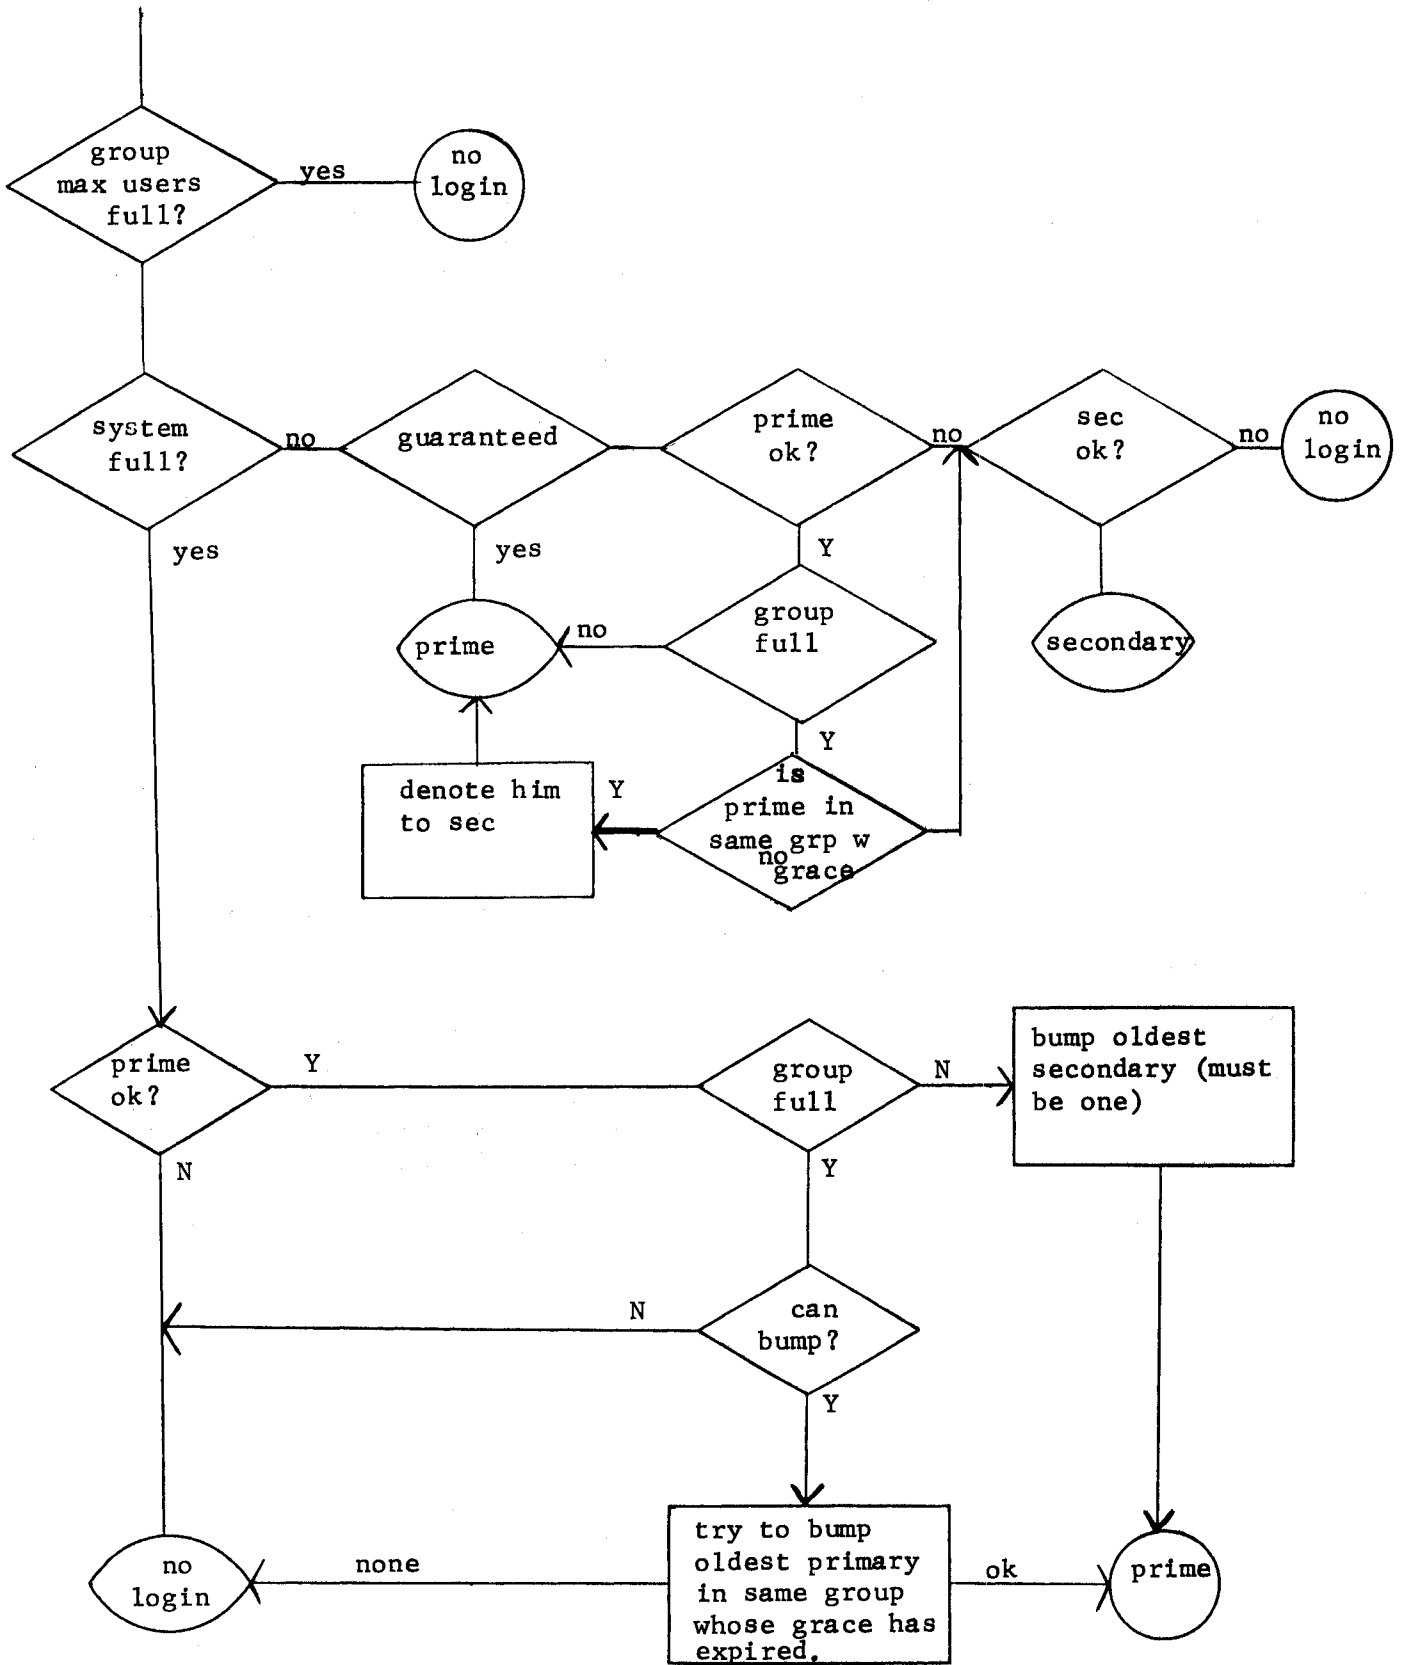 group
max users
full?
yes
no
login
system
full?
no
guaranteed
prime
ok?
no
sec
ok?
no
no
login
yes
yes
Y
prime
no
group
full
secondary
Y
denote him
to sec
Y
is
prime in
same grp w
no
grace
prime
ok?
Y
group
full
N
bump oldest
secondary (must
be one)
N
Y
N
can
bump?
Y
no
login
none
try to bump
oldest primary
in same group
whose grace has
expired.
ok
prime